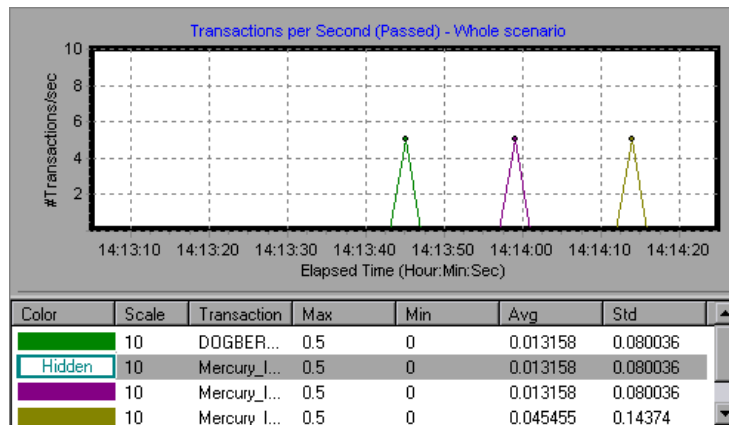 Transactions per Second (Passed) - Whole scenario
#Transactions/sec
10
8
6
4
2
14:13:10 14:13:20 14:13:30 14:13:40 14:13:50 14:14:00 14:14:10 14:14:20
Elapsed Time (Hour:Min:Sec)
Color Scale Transaction Max Min Avg Std
10 DOGBER... 0.5 0 0.013158 0.080036
Hidden 10 Mercury_I... 0.5 0 0.013158 0.080036
10 Mercury_I... 0.5 0 0.013158 0.080036
10 Mercury_I... 0.5 0 0.045455 0.14374